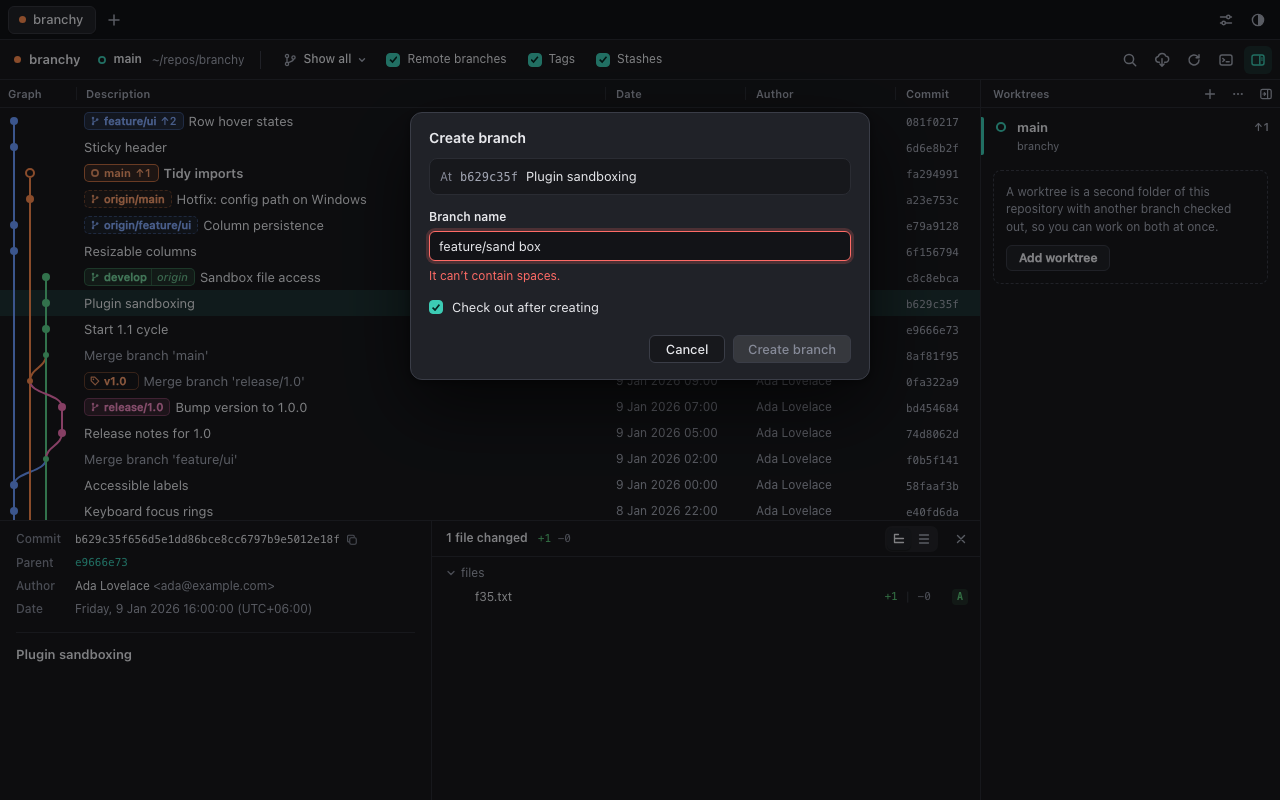 branchy
branchy main ~/repos/branchy Show all Remote branches Tags Stashes
Graph Description Date Author Commit Worktrees
feature/ui ↑2 Row hover states 081f0217
Sticky header 6d6e8b2f
main ↑1 Tidy imports fa294991
origin/main Hotfix: config path on Windows a23e753c
origin/feature/ui Column persistence e79a9128
Resizable columns 6f156794
develop origin Sandbox file access c8c8ebca
Plugin sandboxing b629c35f
Start 1.1 cycle e9666e73
Merge branch 'main' 8af81f95
v1.0 Merge branch 'release/1.0' 9 Jan 2026 09:00 Ada Lovelace 0fa322a9
release/1.0 Bump version to 1.0.0 9 Jan 2026 07:00 Ada Lovelace bd454684
Release notes for 1.0 9 Jan 2026 05:00 Ada Lovelace 74d8062d
Merge branch 'feature/ui' 9 Jan 2026 02:00 Ada Lovelace f0b5f141
Accessible labels 9 Jan 2026 00:00 Ada Lovelace 58faaf3b
Keyboard focus rings 8 Jan 2026 22:00 Ada Lovelace e40fd6da
Create branch
At b629c35f Plugin sandboxing
Branch name
feature/sand box
It can't contain spaces.
Check out after creating
Cancel Create branch
main ↑1
branchy
A worktree is a second folder of this
repository with another branch checked
out, so you can work on both at once.
Add worktree
Commit b629c35f656d5e1dd86bce8cc6797b9e5012e18f
Parent e9666e73
Author Ada Lovelace <ada@example.com>
Date Friday, 9 Jan 2026 16:00:00 (UTC+06:00)
Plugin sandboxing
1 file changed +1 −0
files
f35.txt +1 −0 A